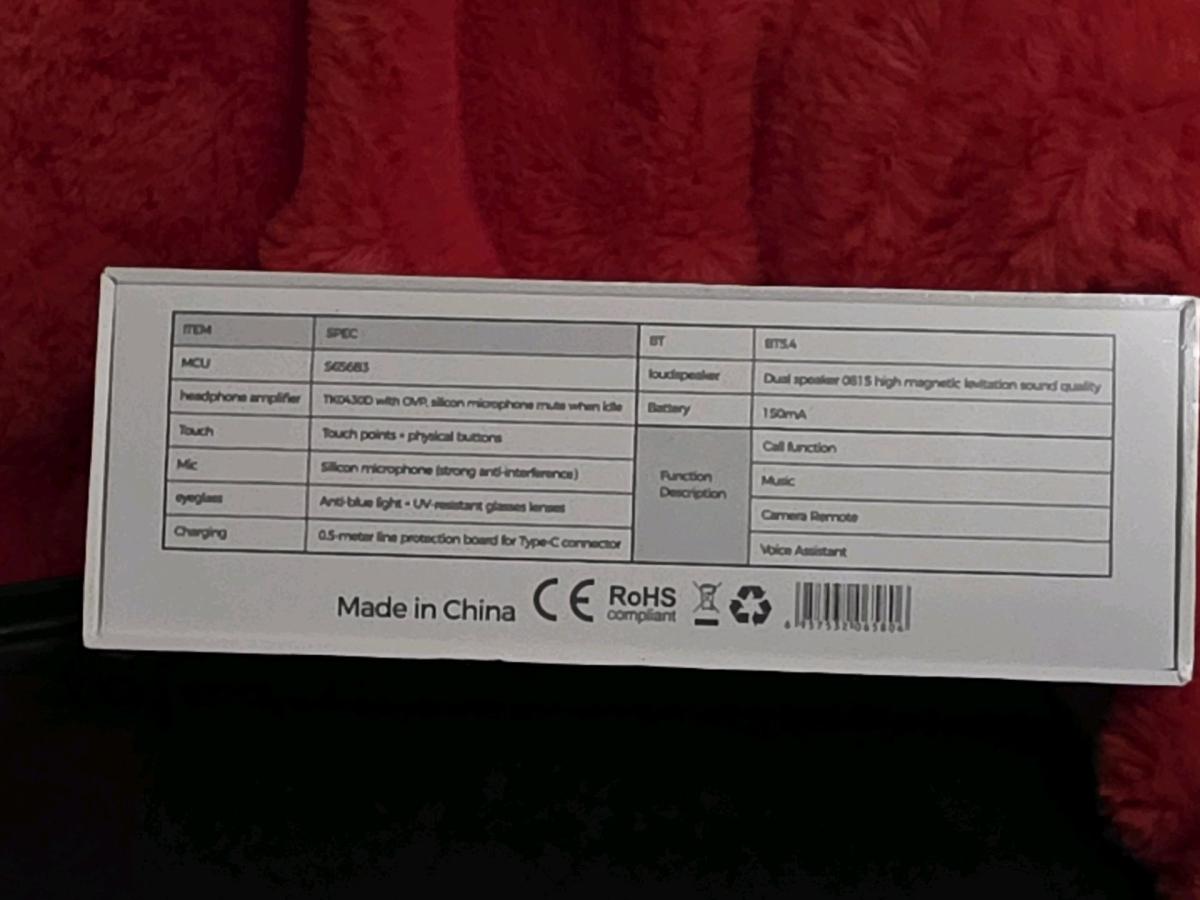 ITEM SPEC
MCU
headphone amplifier with OVP, silicon microphone mute when idle
Touch Touch points + physical buttons
Mic Silicon microphone (strong anti-interference)
eyeglass Anti-blue light + UV-resistant glasses lenses
Charging 0.5-meter line protection board for Type-C connector
BT BT5.4
loudspeaker Dual speaker 0815 high magnetic levitation sound quality
Battery 150mA
Function
Description
Call function
Music
Camera Remote
Voice Assistant
Made in China CE RoHS
compliant